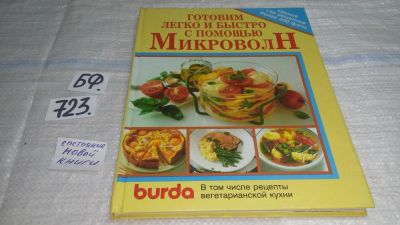 ГОТОВИМ
ЛЕГКО И БЫСТРО
С ПОМОЩЬЮ
МИКРОВОЛН
БФ.
723.
состояние
новой
книги
burda
В том числе рецепты
вегетарианской кухни